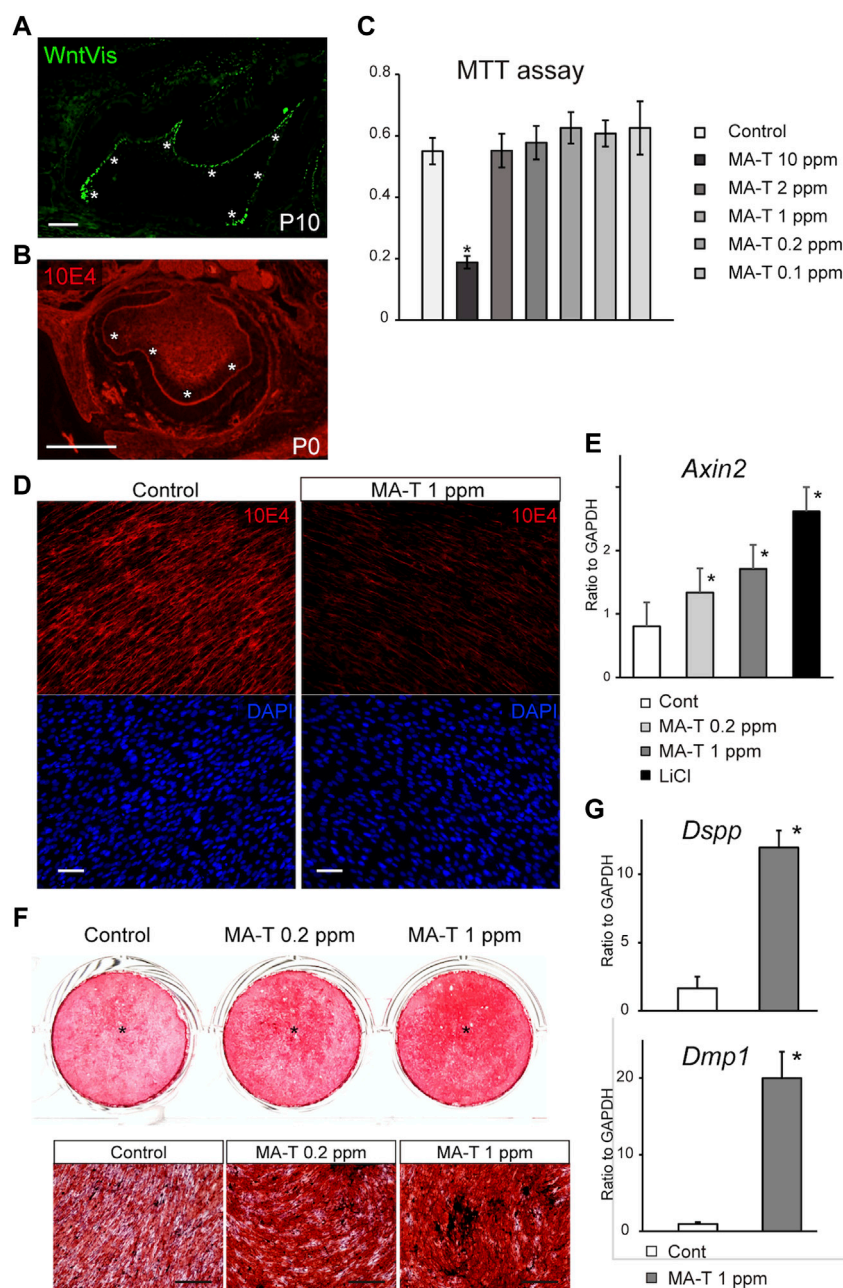 A
WntVis
P10
B
10E4
P0
C
MTT assay
0.8
0.6
0.4
0.2
0
*
Control
MA-T 10 ppm
MA-T 2 ppm
MA-T 1 ppm
MA-T 0.2 ppm
MA-T 0.1 ppm
D
Control
MA-T 1 ppm
10E4
10E4
DAPI
DAPI
E
Axin2
Ratio to GAPDH
2
1
0
*
*
*
Cont
MA-T 0.2 ppm
MA-T 1 ppm
LiCl
F
Control
MA-T 0.2 ppm
MA-T 1 ppm
Control
MA-T 0.2 ppm
MA-T 1 ppm
G
Dspp
Ratio to GAPDH
10
5
0
*
Dmp1
Ratio to GAPDH
20
10
0
*
Cont
MA-T 1 ppm